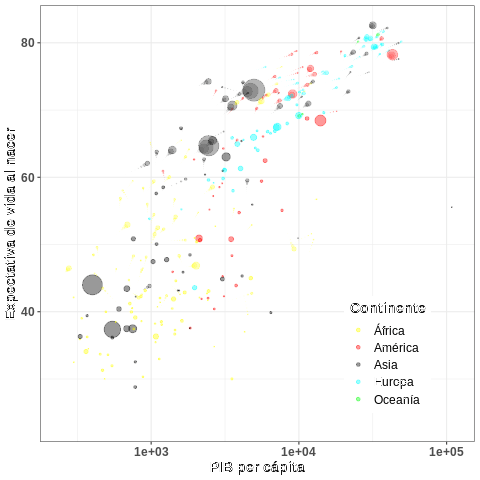 80
60
40
Expectativa de vida al nacer
Continente
África
América
Asia
Europa
Oceanía
1e+03
1e+04
1e+05
PIB per cápita